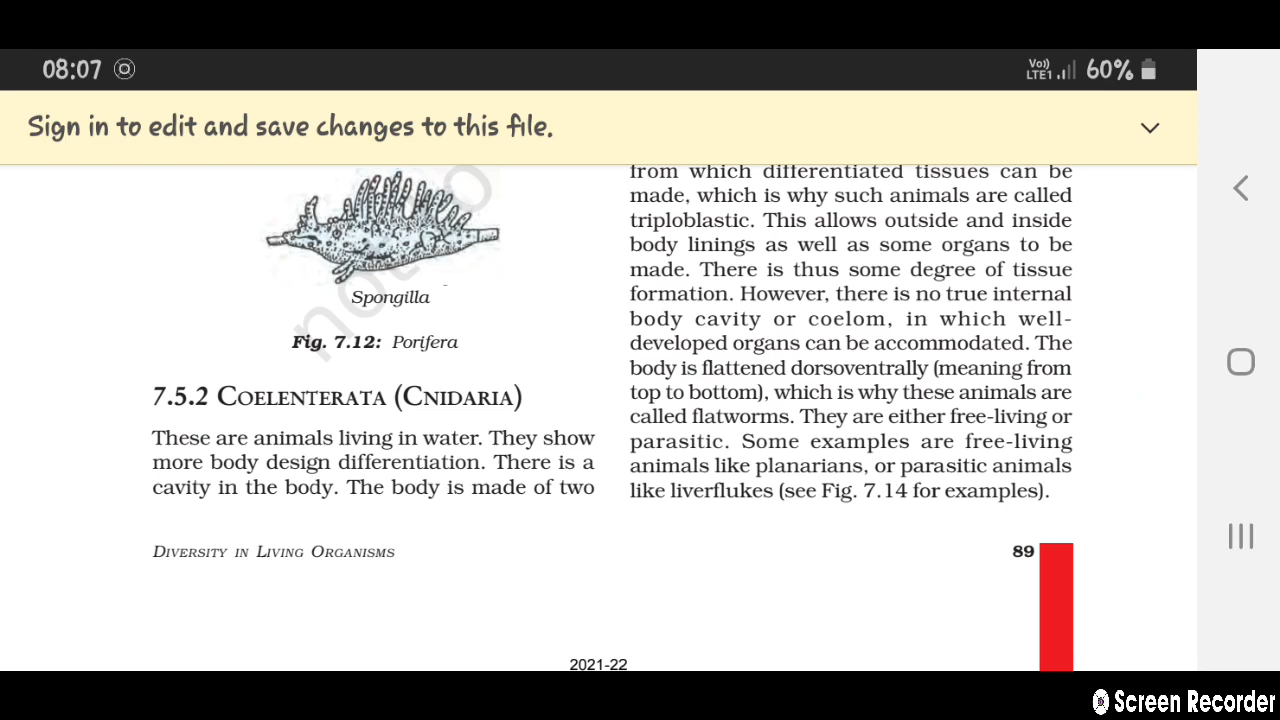 08:07
Vo)) LTE1 60%
Sign in to edit and save changes to this file.
Spongilla
Fig. 7.12: Porifera
7.5.2 COELENTERATA (CNIDARIA)
These are animals living in water. They show
more body design differentiation. There is a
cavity in the body. The body is made of two
from which differentiated tissues can be
made, which is why such animals are called
triploblastic. This allows outside and inside
body linings as well as some organs to be
made. There is thus some degree of tissue
formation. However, there is no true internal
body cavity or coelom, in which well-
developed organs can be accommodated. The
body is flattened dorsoventrally (meaning from
top to bottom), which is why these animals are
called flatworms. They are either free-living or
parasitic. Some examples are free-living
animals like planarians, or parasitic animals
like liverflukes (see Fig. 7.14 for examples).
DIVERSITY IN LIVING ORGANISMS
89
2021-22
Screen Recorder